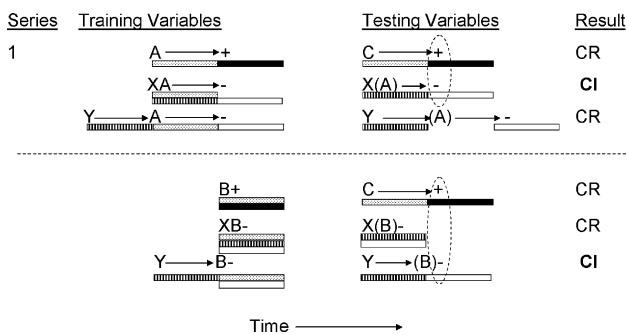 Series Training Variables Testing Variables Result
1 A → + C → + CR
XA → - X(A) → - CI
Y → A → - Y → (A) → - CR
B+ C → + CR
XB- X(B)- CR
Y → B- Y → (B)- CI
Time →